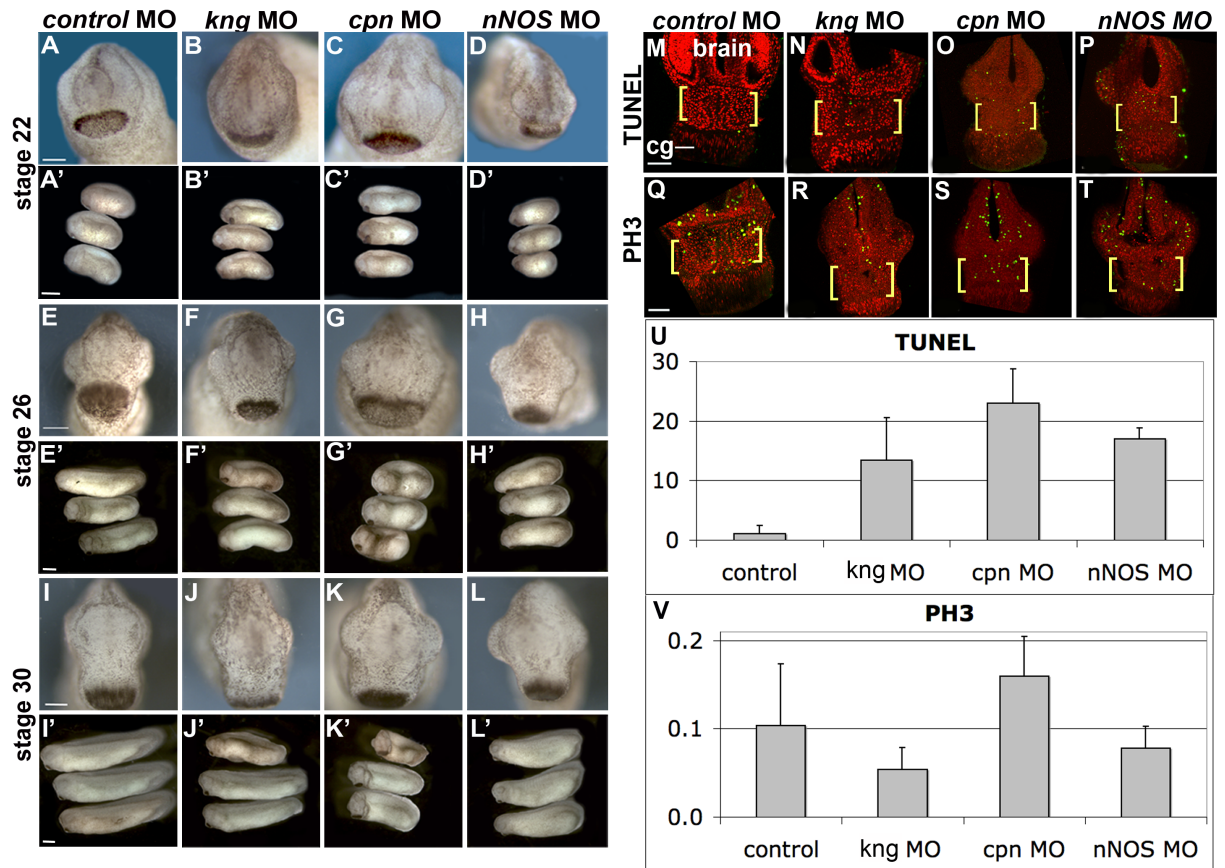 control MO kng MO cpn MO nNOS MO
stage 22
A B C D
A’ B’ C’ D’
stage 26
E F G H
E’ F’ G’ H’
stage 30
I J K L
I’ J’ K’ L’
control MO kng MO cpn MO nNOS MO
TUNEL
M brain N O P
cg
PH3
Q R S T
U TUNEL
30
20
10
0
control kng MO cpn MO nNOS MO
V PH3
0.2
0.1
0.0
control kng MO cpn MO nNOS MO